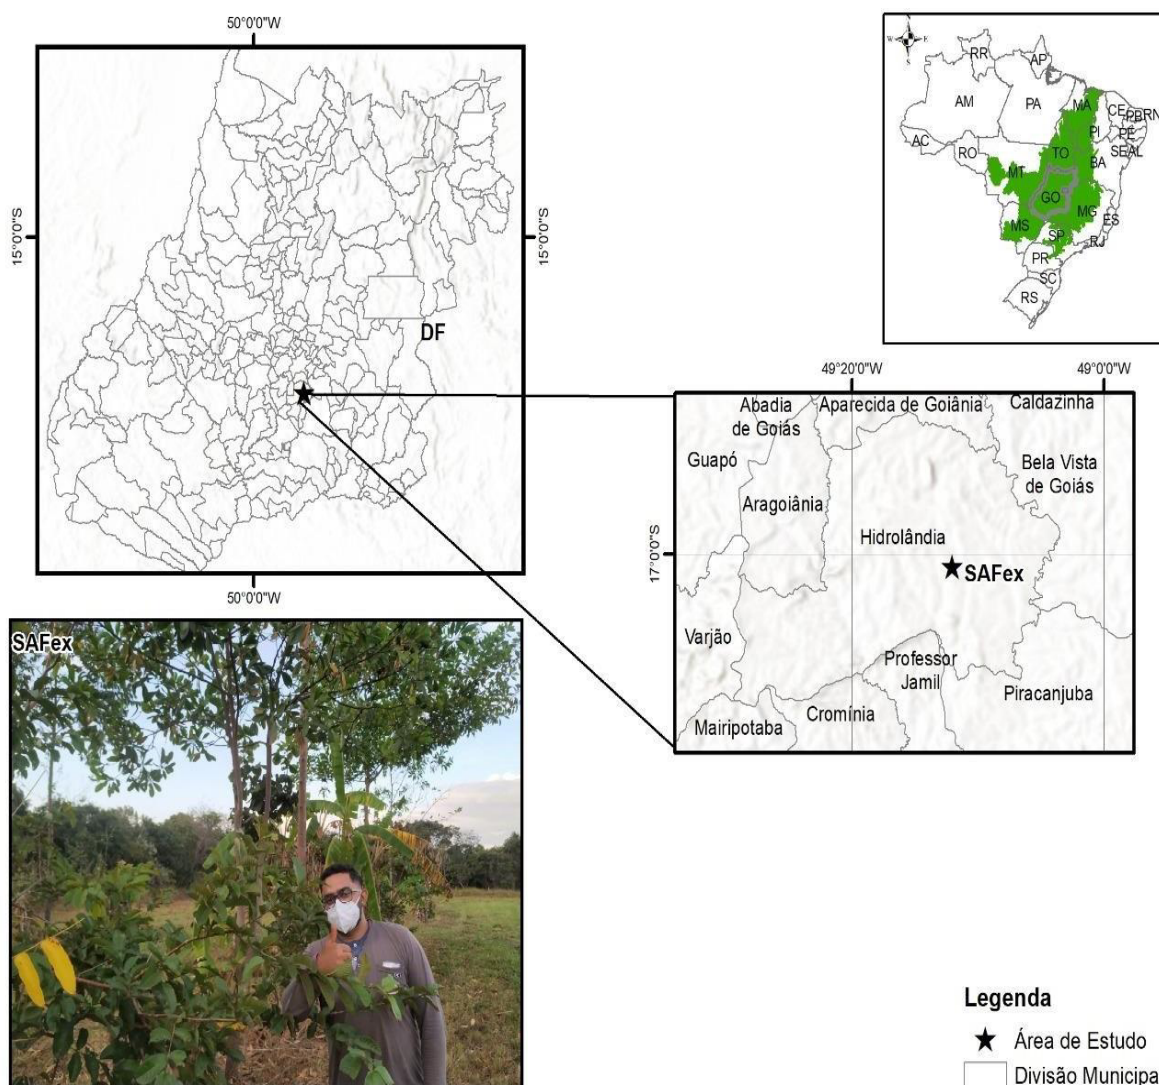 50°0'0"W
15°0'0"S
15°0'0"S
DF
50°0'0"W
N
W
E
S
RR
AP
AM
PA
MA
CE
RN
PB
PI
PE
AC
TO
SE
AL
RO
BA
MT
GO
MG
ES
MS
SP
RJ
PR
SC
RS
49°20'0"W
49°0'0"W
17°0'0"S
Abadia
de Goiás
Aparecida de Goiânia
Caldazinha
Guapó
Bela Vista
de Goiás
Aragoiânia
Hidrolândia
SAFex
Varjão
Professor
Jamil
Piracanjuba
Cromínia
Mairipotaba
SAFex
Legenda
Área de Estudo
Divisão Municipa